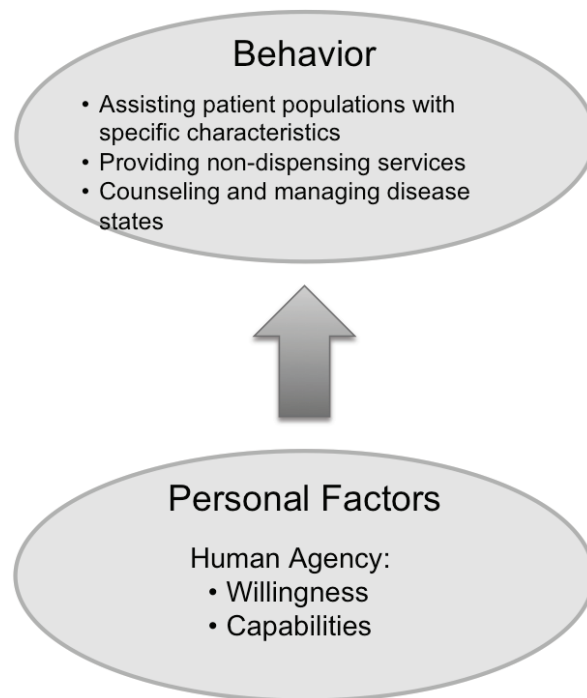 Behavior
• Assisting patient populations with
specific characteristics
• Providing non-dispensing services
• Counseling and managing disease
states
Personal Factors
Human Agency:
• Willingness
• Capabilities